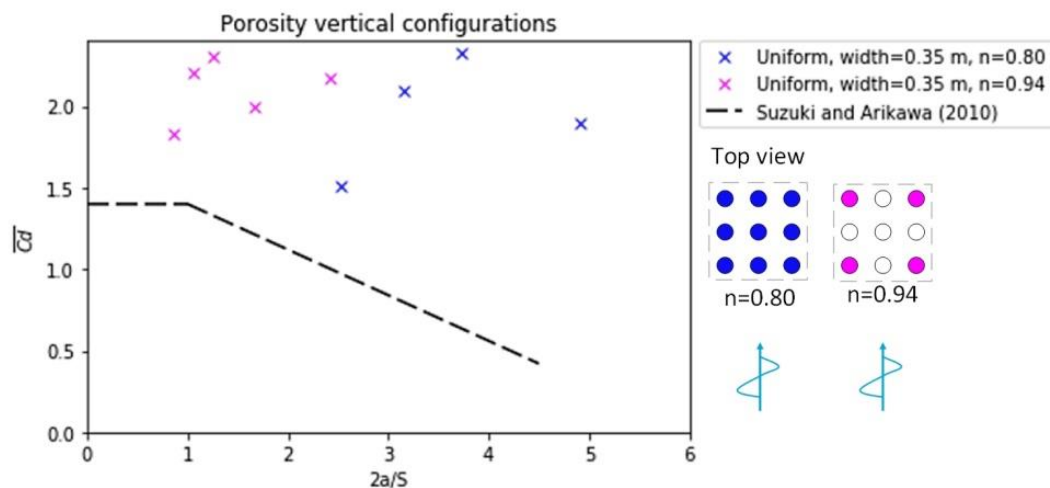 Porosity vertical configurations
Uniform, width=0.35 m, n=0.80
Uniform, width=0.35 m, n=0.94
Suzuki and Arikawa (2010)
Top view
n=0.80
n=0.94
Cd
2.0
1.5
1.0
0.5
0.0
0
1
2
3
4
5
6
2a/S